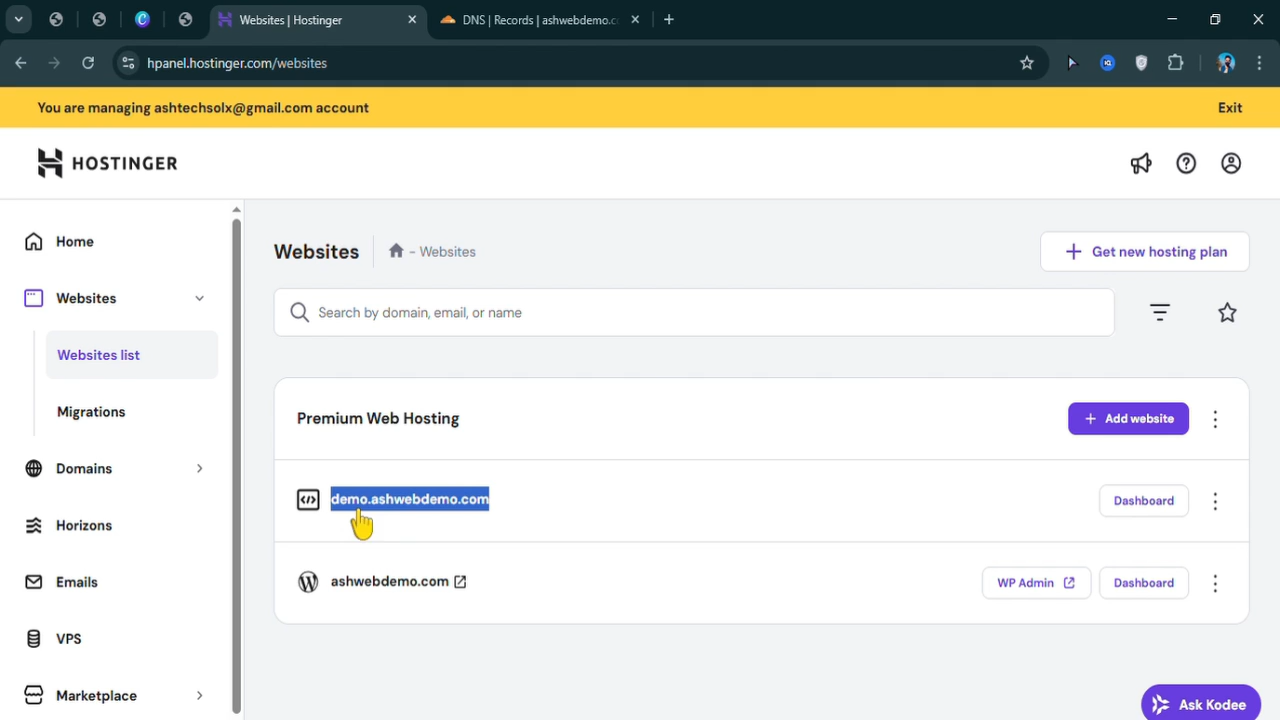 Websites | Hostinger
DNS | Records | ashwebdemo.co
hpanel.hostinger.com/websites
You are managing ashtechsolx@gmail.com account
Exit
HOSTINGER
Home
Websites
Websites list
Migrations
Domains
Horizons
Emails
VPS
Marketplace
Websites
- Websites
Get new hosting plan
Search by domain, email, or name
Premium Web Hosting
Add website
demo.ashwebdemo.com
Dashboard
ashwebdemo.com
WP Admin
Dashboard
Ask Kodee